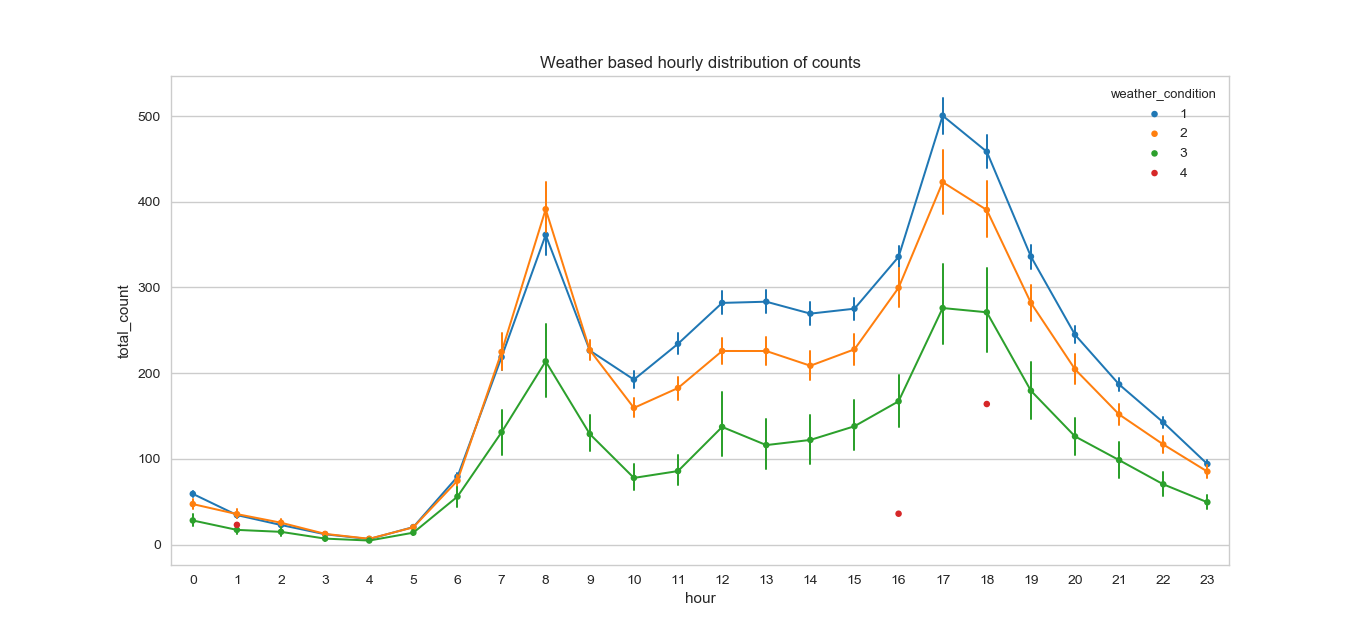 Weather based hourly distribution of counts
weather_condition
1
2
3
4
total_count
500
400
300
200
100
0
0 1 2 3 4 5 6 7 8 9 10 11 12 13 14 15 16 17 18 19 20 21 22 23
hour